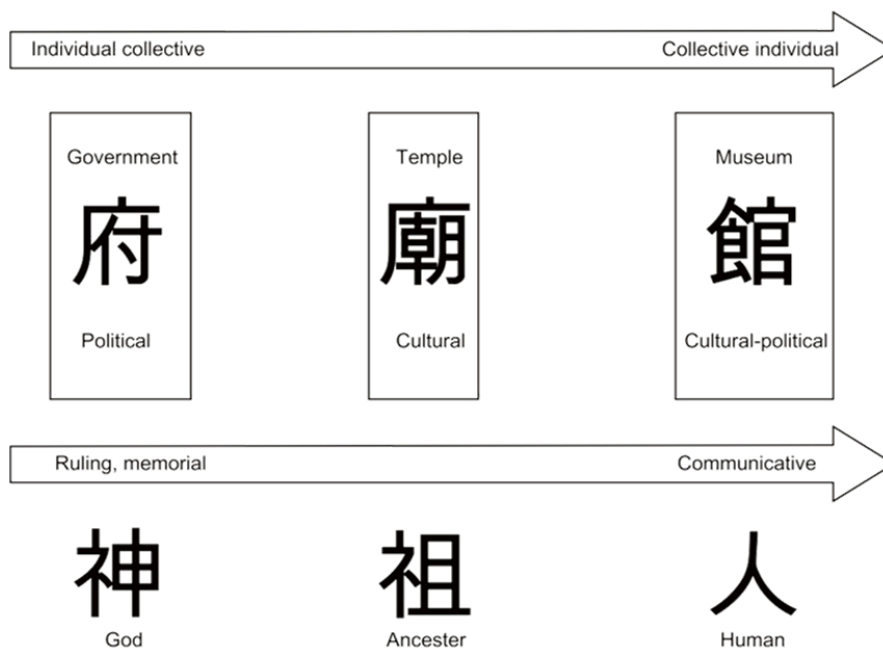 Individual collective Collective individual
Government Temple Museum
府 廟 館
Political Cultural Cultural-political
Ruling, memorial Communicative
神 祖 人
God Ancester Human